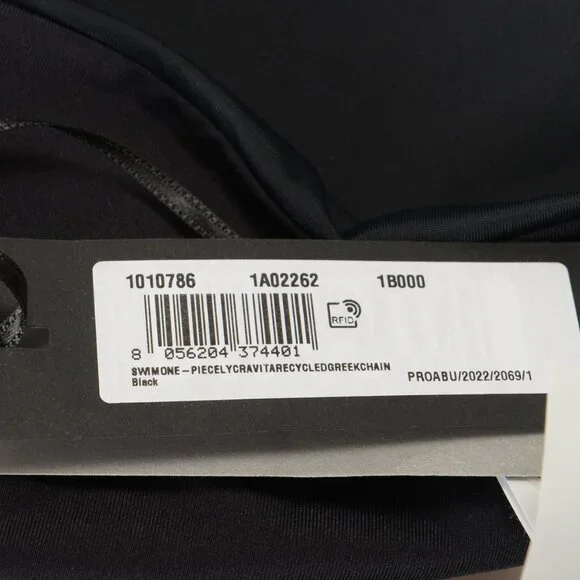 1010786 1A02262 1B000
RFID
8 056204 374401
SWIMONE-PIECELYCRAVITARECYCLEDGREEKCHAIN
Black
PROABU/2022/2069/1